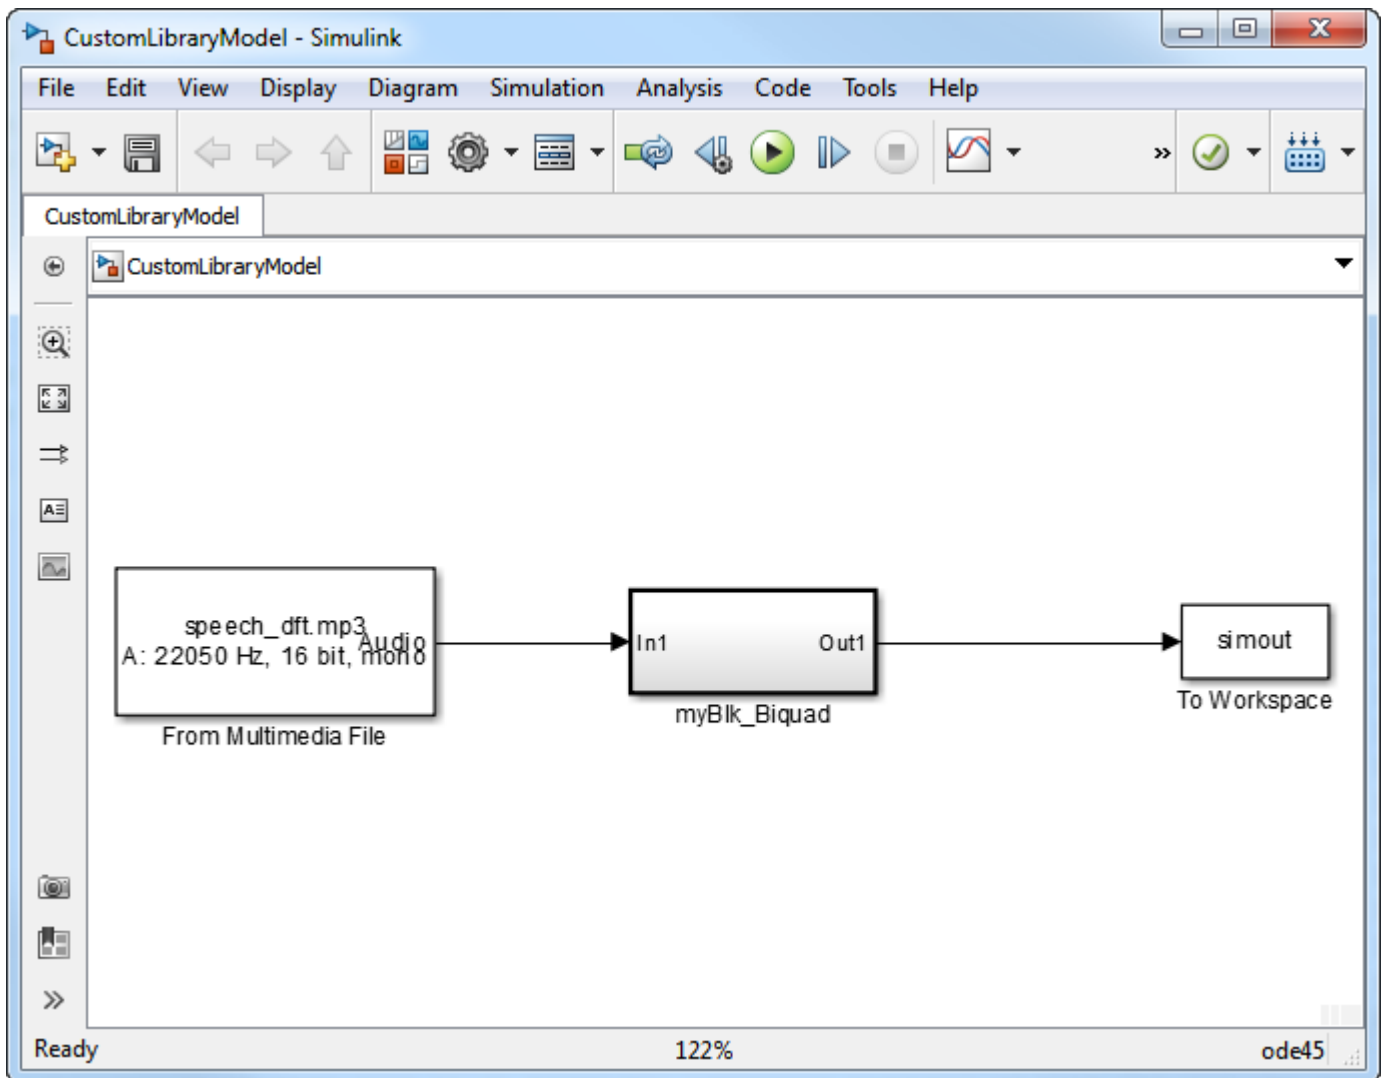 CustomLibraryModel - Simulink
File Edit View Display Diagram Simulation Analysis Code Tools Help
CustomLibraryModel
CustomLibraryModel
speech_dft.mp3
Audio
A: 22050 Hz, 16 bit, mono
From Multimedia File
In1
Out1
myBlk_Biquad
simout
To Workspace
Ready 122% ode45